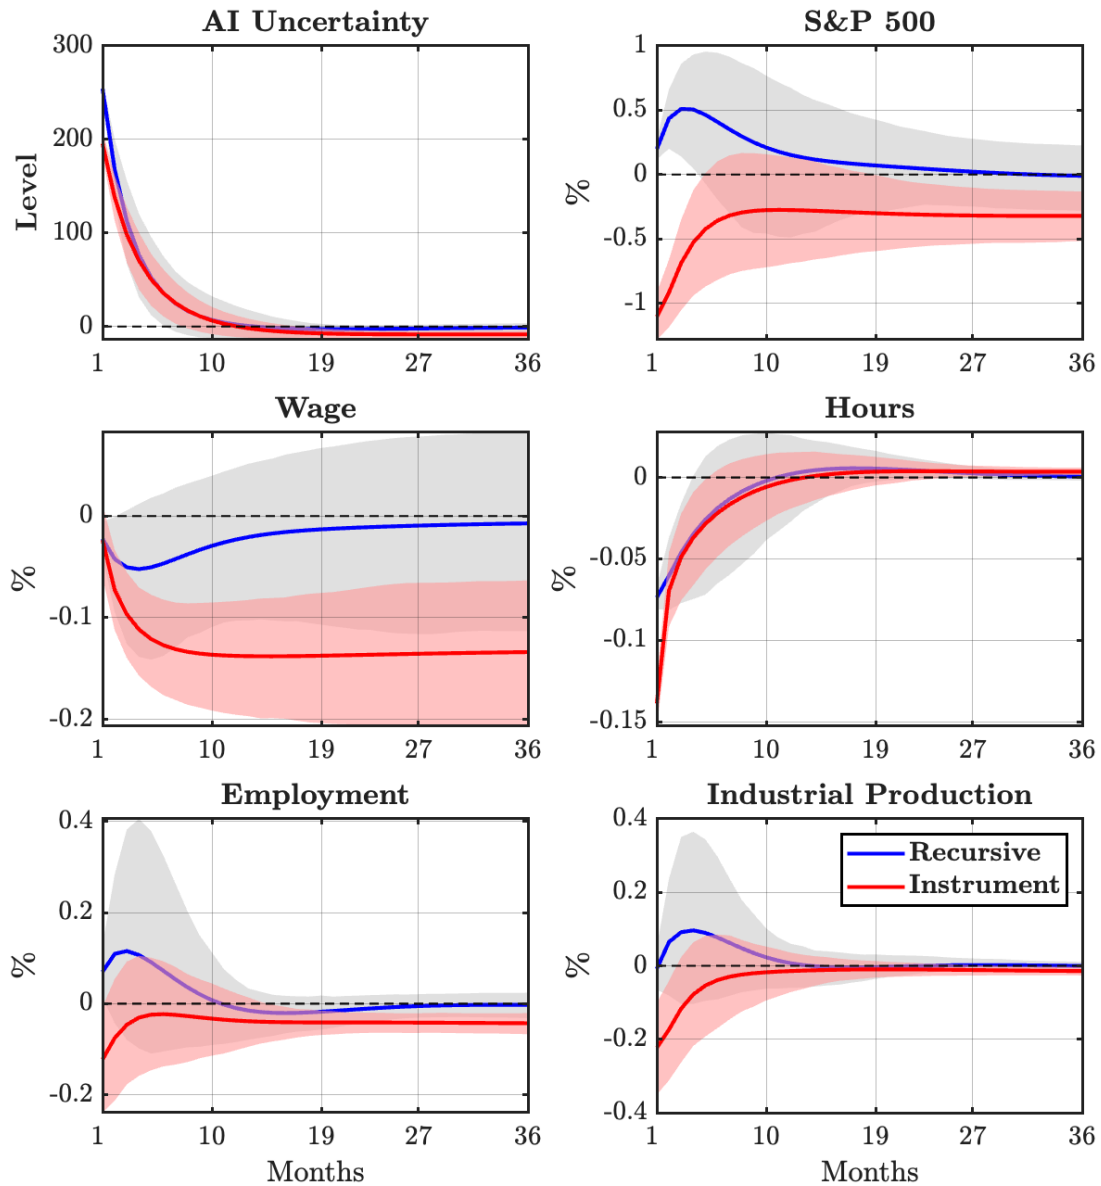 AI Uncertainty
300
200
100
0
Level
1 10 19 27 36
S&P 500
1
0.5
0
-0.5
-1
%
1 10 19 27 36
Wage
0
-0.1
-0.2
%
1 10 19 27 36
Hours
0
-0.05
-0.1
-0.15
%
1 10 19 27 36
Employment
0.4
0.2
0
-0.2
%
1 10 19 27 36
Months
Industrial Production
0.4
0.2
0
-0.2
-0.4
%
Recursive
Instrument
1 10 19 27 36
Months